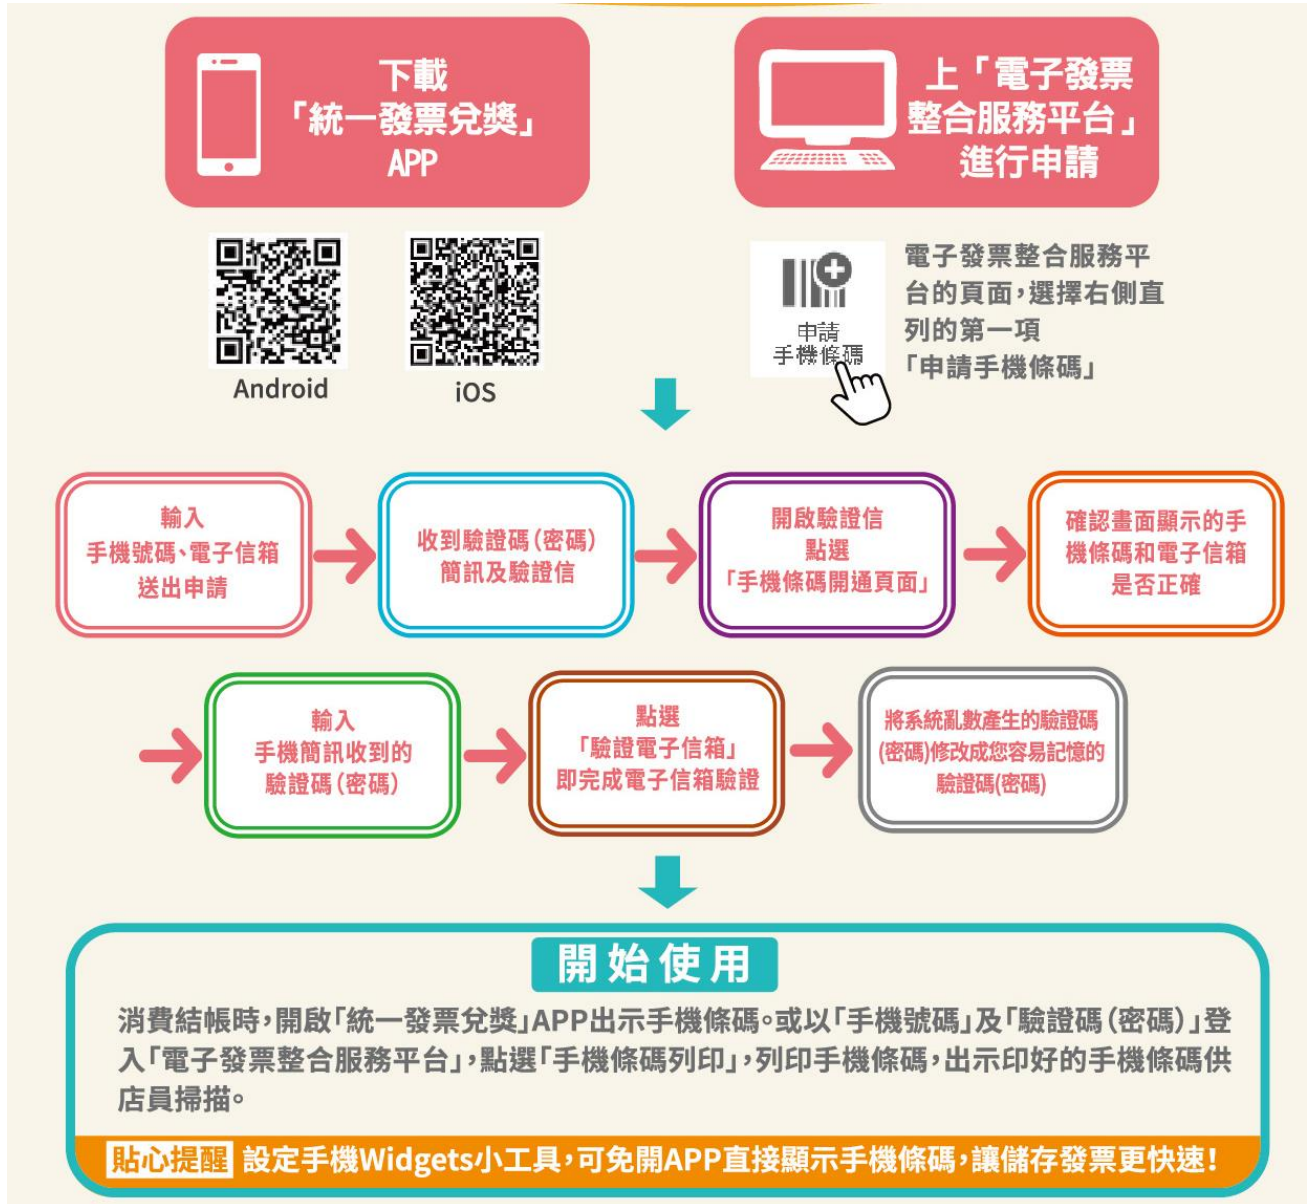 下載
「統一發票兌獎」
APP
上「電子發票
整合服務平台」
進行申請
Android
iOS
申請
手機條碼
電子發票整合服務平
台的頁面，選擇右側直
列的第一項
「申請手機條碼」
輸入
手機號碼、電子信箱
送出申請
收到驗證碼（密碼）
簡訊及驗證信
開啟驗證信
點選
「手機條碼開通頁面」
確認畫面顯示的手
機條碼和電子信箱
是否正確
輸入
手機簡訊收到的
驗證碼（密碼）
點選
「驗證電子信箱」
即完成電子信箱驗證
將系統亂數產生的驗證碼
(密碼)修改成您容易記憶的
驗證碼(密碼)
開始使用
消費結帳時，開啟「統一發票兌獎」APP出示手機條碼。或以「手機號碼」及「驗證碼（密碼）」登
入「電子發票整合服務平台」，點選「手機條碼列印」，列印手機條碼，出示印好的手機條碼供
店員掃描。
貼心提醒 設定手機Widgets小工具，可免開APP直接顯示手機條碼，讓儲存發票更快速！